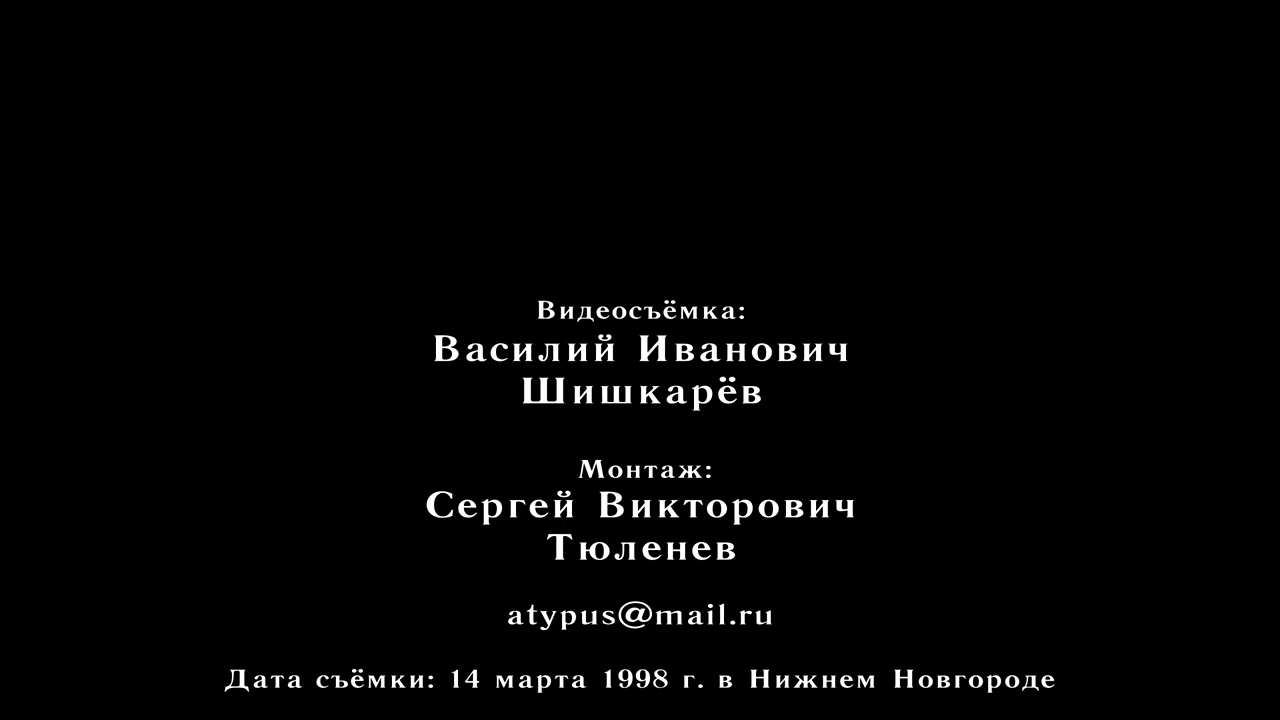 Видеосъёмка:
Василий Иванович
Шишкарёв
Монтаж:
Сергей Викторович
Тюленев
atypus@mail.ru
Дата съёмки: 14 марта 1998 г. в Нижнем Новгороде